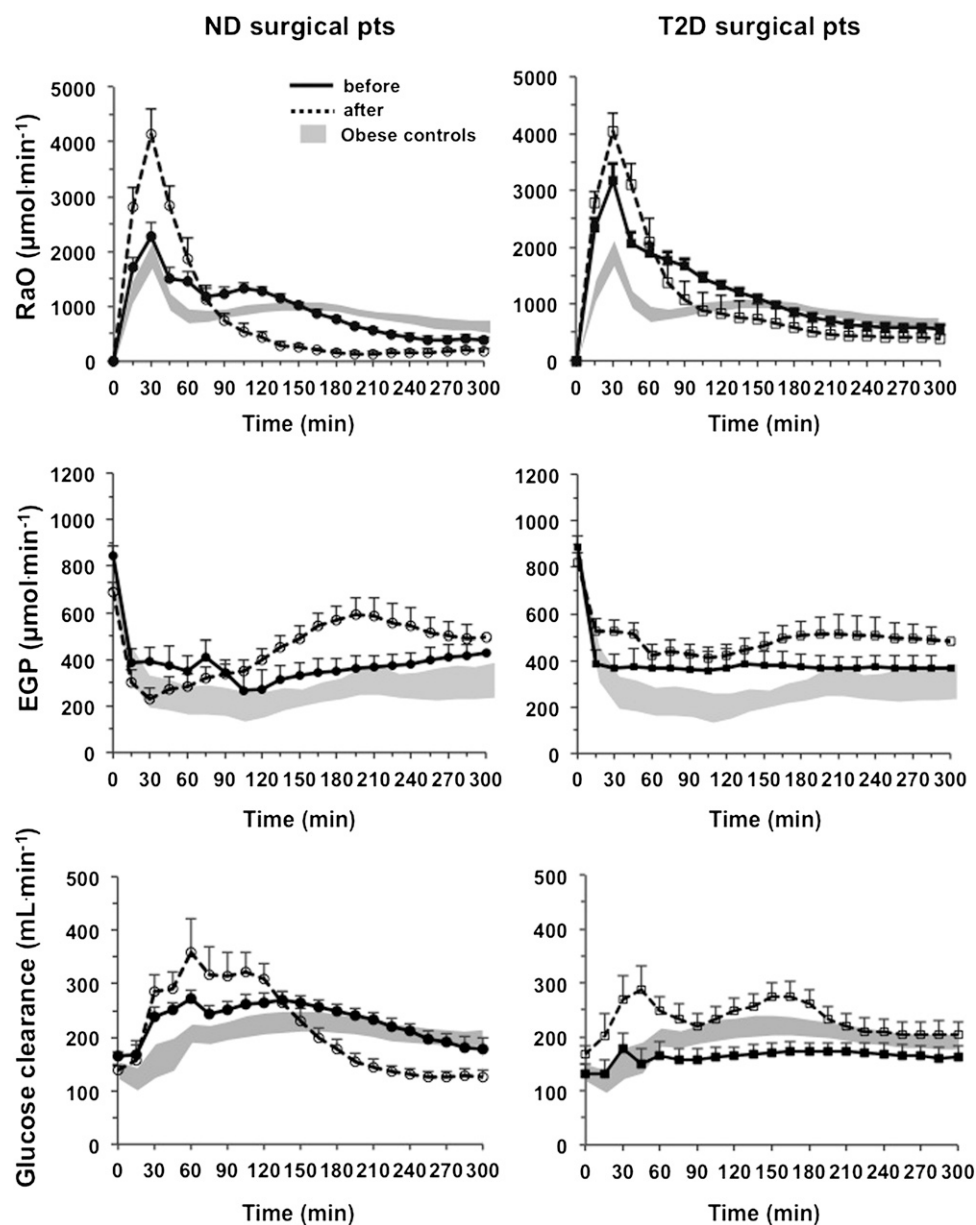 ND surgical pts
T2D surgical pts
before
after
Obese controls
RaO (µmol·min-1)
5000
4000
3000
2000
1000
0
0 30 60 90 120 150 180 210 240 270 300
Time (min)
5000
4000
3000
2000
1000
0
0 30 60 90 120 150 180 210 240 270 300
Time (min)
EGP (µmol·min-1)
1200
1000
800
600
400
200
0
0 30 60 90 120 150 180 210 240 270 300
Time (min)
1200
1000
800
600
400
200
0
0 30 60 90 120 150 180 210 240 270 300
Time (min)
Glucose clearance (mL·min-1)
500
400
300
200
100
0
0 30 60 90 120 150 180 210 240 270 300
Time (min)
500
400
300
200
100
0
0 30 60 90 120 150 180 210 240 270 300
Time (min)